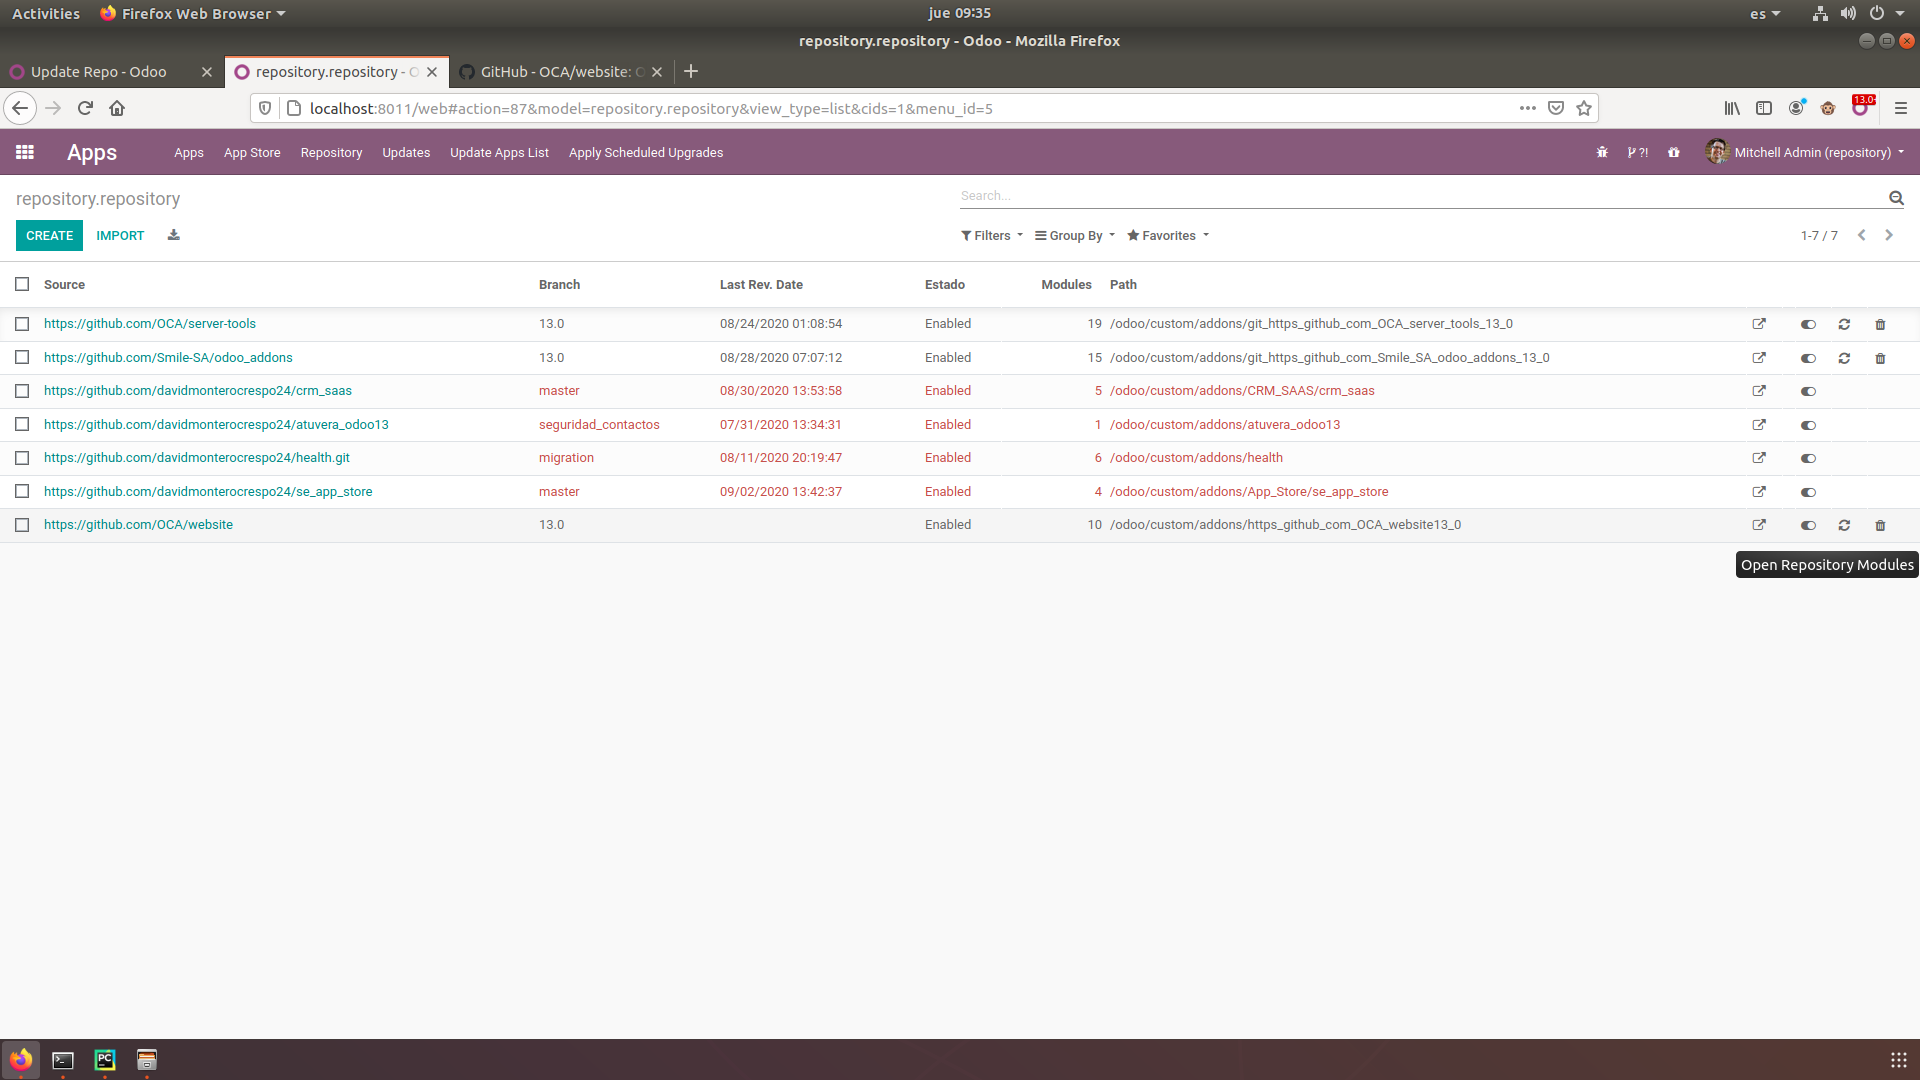 Activities Firefox Web Browser jue 09:35 es
repository.repository - Odoo - Mozilla Firefox
Update Repo - Odoo repository.repository - GitHub - OCA/website:
localhost:8011/web#action=87&model=repository.repository&view_type=list&cids=1&menu_id=5 13.0
Apps Apps App Store Repository Updates Update Apps List Apply Scheduled Upgrades ?! Mitchell Admin (repository)
repository.repository Search...
CREATE IMPORT Filters Group By Favorites 1-7 / 7
Source Branch Last Rev. Date Estado Modules Path
https://github.com/OCA/server-tools 13.0 08/24/2020 01:08:54 Enabled 19 /odoo/custom/addons/git_https_github_com_OCA_server_tools_13_0
https://github.com/Smile-SA/odoo_addons 13.0 08/28/2020 07:07:12 Enabled 15 /odoo/custom/addons/git_https_github_com_Smile_SA_odoo_addons_13_0
https://github.com/davidmonterocrespo24/crm_saas master 08/30/2020 13:53:58 Enabled 5 /odoo/custom/addons/CRM_SAAS/crm_saas
https://github.com/davidmonterocrespo24/atuvera_odoo13 seguridad_contactos 07/31/2020 13:34:31 Enabled 1 /odoo/custom/addons/atuvera_odoo13
https://github.com/davidmonterocrespo24/health.git migration 08/11/2020 20:19:47 Enabled 6 /odoo/custom/addons/health
https://github.com/davidmonterocrespo24/se_app_store master 09/02/2020 13:42:37 Enabled 4 /odoo/custom/addons/App_Store/se_app_store
https://github.com/OCA/website 13.0 Enabled 10 /odoo/custom/addons/https_github_com_OCA_website13_0
Open Repository Modules
PC